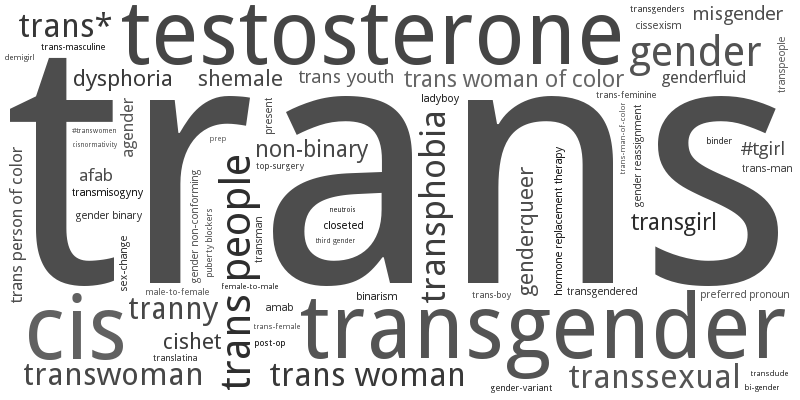 trans*
testosterone
transgenders
cissexism
misgender
trans-masculine
demigirl
gender
transpeople
dysphoria
shemale
trans youth
trans woman of color
genderfluid
ladyboy
trans-feminine
trans
agender
present
#transwomen
cisnormativity
prep
non-binary
top-surgery
transphobia
trans-man-of-color
gender reassignment
binder
#tgirl
trans-man
trans person of color
afab
transmisogyny
gender binary
gender non-conforming
puberty blockers
trans people
transman
neutrois
closeted
third gender
genderqueer
hormone replacement therapy
transgirl
sex-change
male-to-female
female-to-male
binarism
trans-boy
transgendered
preferred pronoun
cis
tranny
amab
transgender
trans-female
cishet
post-op
translatina
transwoman
trans woman
gender-variant
transsexual
transdude
bi-gender